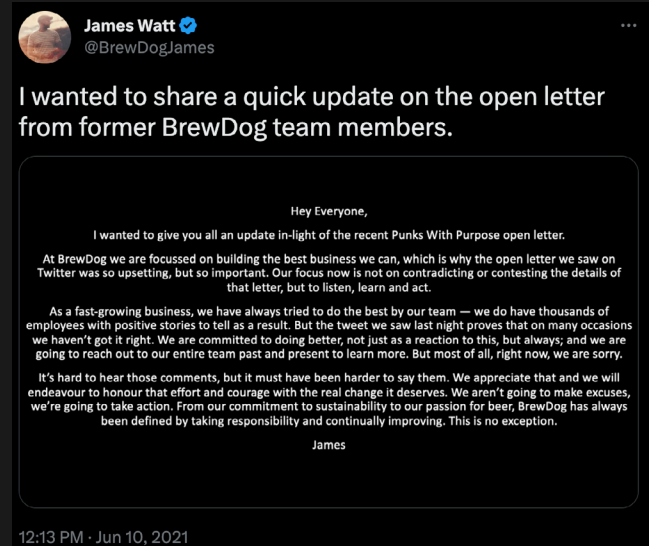 James Watt
@BrewDogJames
I wanted to share a quick update on the open letter
from former BrewDog team members.
Hey Everyone,
I wanted to give you all an update in-light of the recent Punks With Purpose open letter.
At BrewDog we are focussed on building the best business we can, which is why the open letter we saw on
Twitter was so upsetting, but so important. Our focus now is not on contradicting or contesting the details of
that letter, but to listen, learn and act.
As a fast-growing business, we have always tried to do the best by our team — we do have thousands of
employees with positive stories to tell as a result. But the tweet we saw last night proves that on many occasions
we haven’t got it right. We are committed to doing better, not just as a reaction to this, but always; and we are
going to reach out to our entire team past and present to learn more. But most of all, right now, we are sorry.
It’s hard to hear those comments, but it must have been harder to say them. We appreciate that and we will
endeavour to honour that effort and courage with the real change it deserves. We aren’t going to make excuses,
we’re going to take action. From our commitment to sustainability to our passion for beer, BrewDog has always
been defined by taking responsibility and continually improving. This is no exception.
James
12:13 PM · Jun 10, 2021